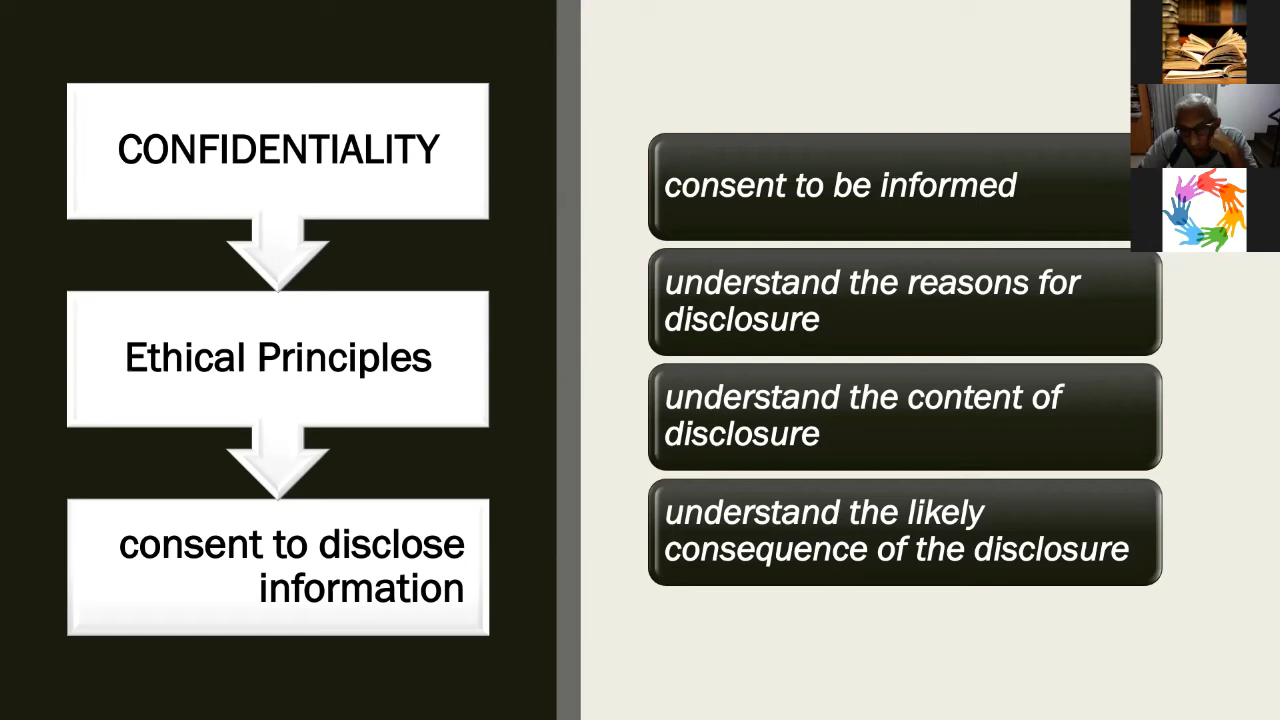 CONFIDENTIALITY
Ethical Principles
consent to disclose
information
consent to be informed
understand the reasons for
disclosure
understand the content of
disclosure
understand the likely
consequence of the disclosure